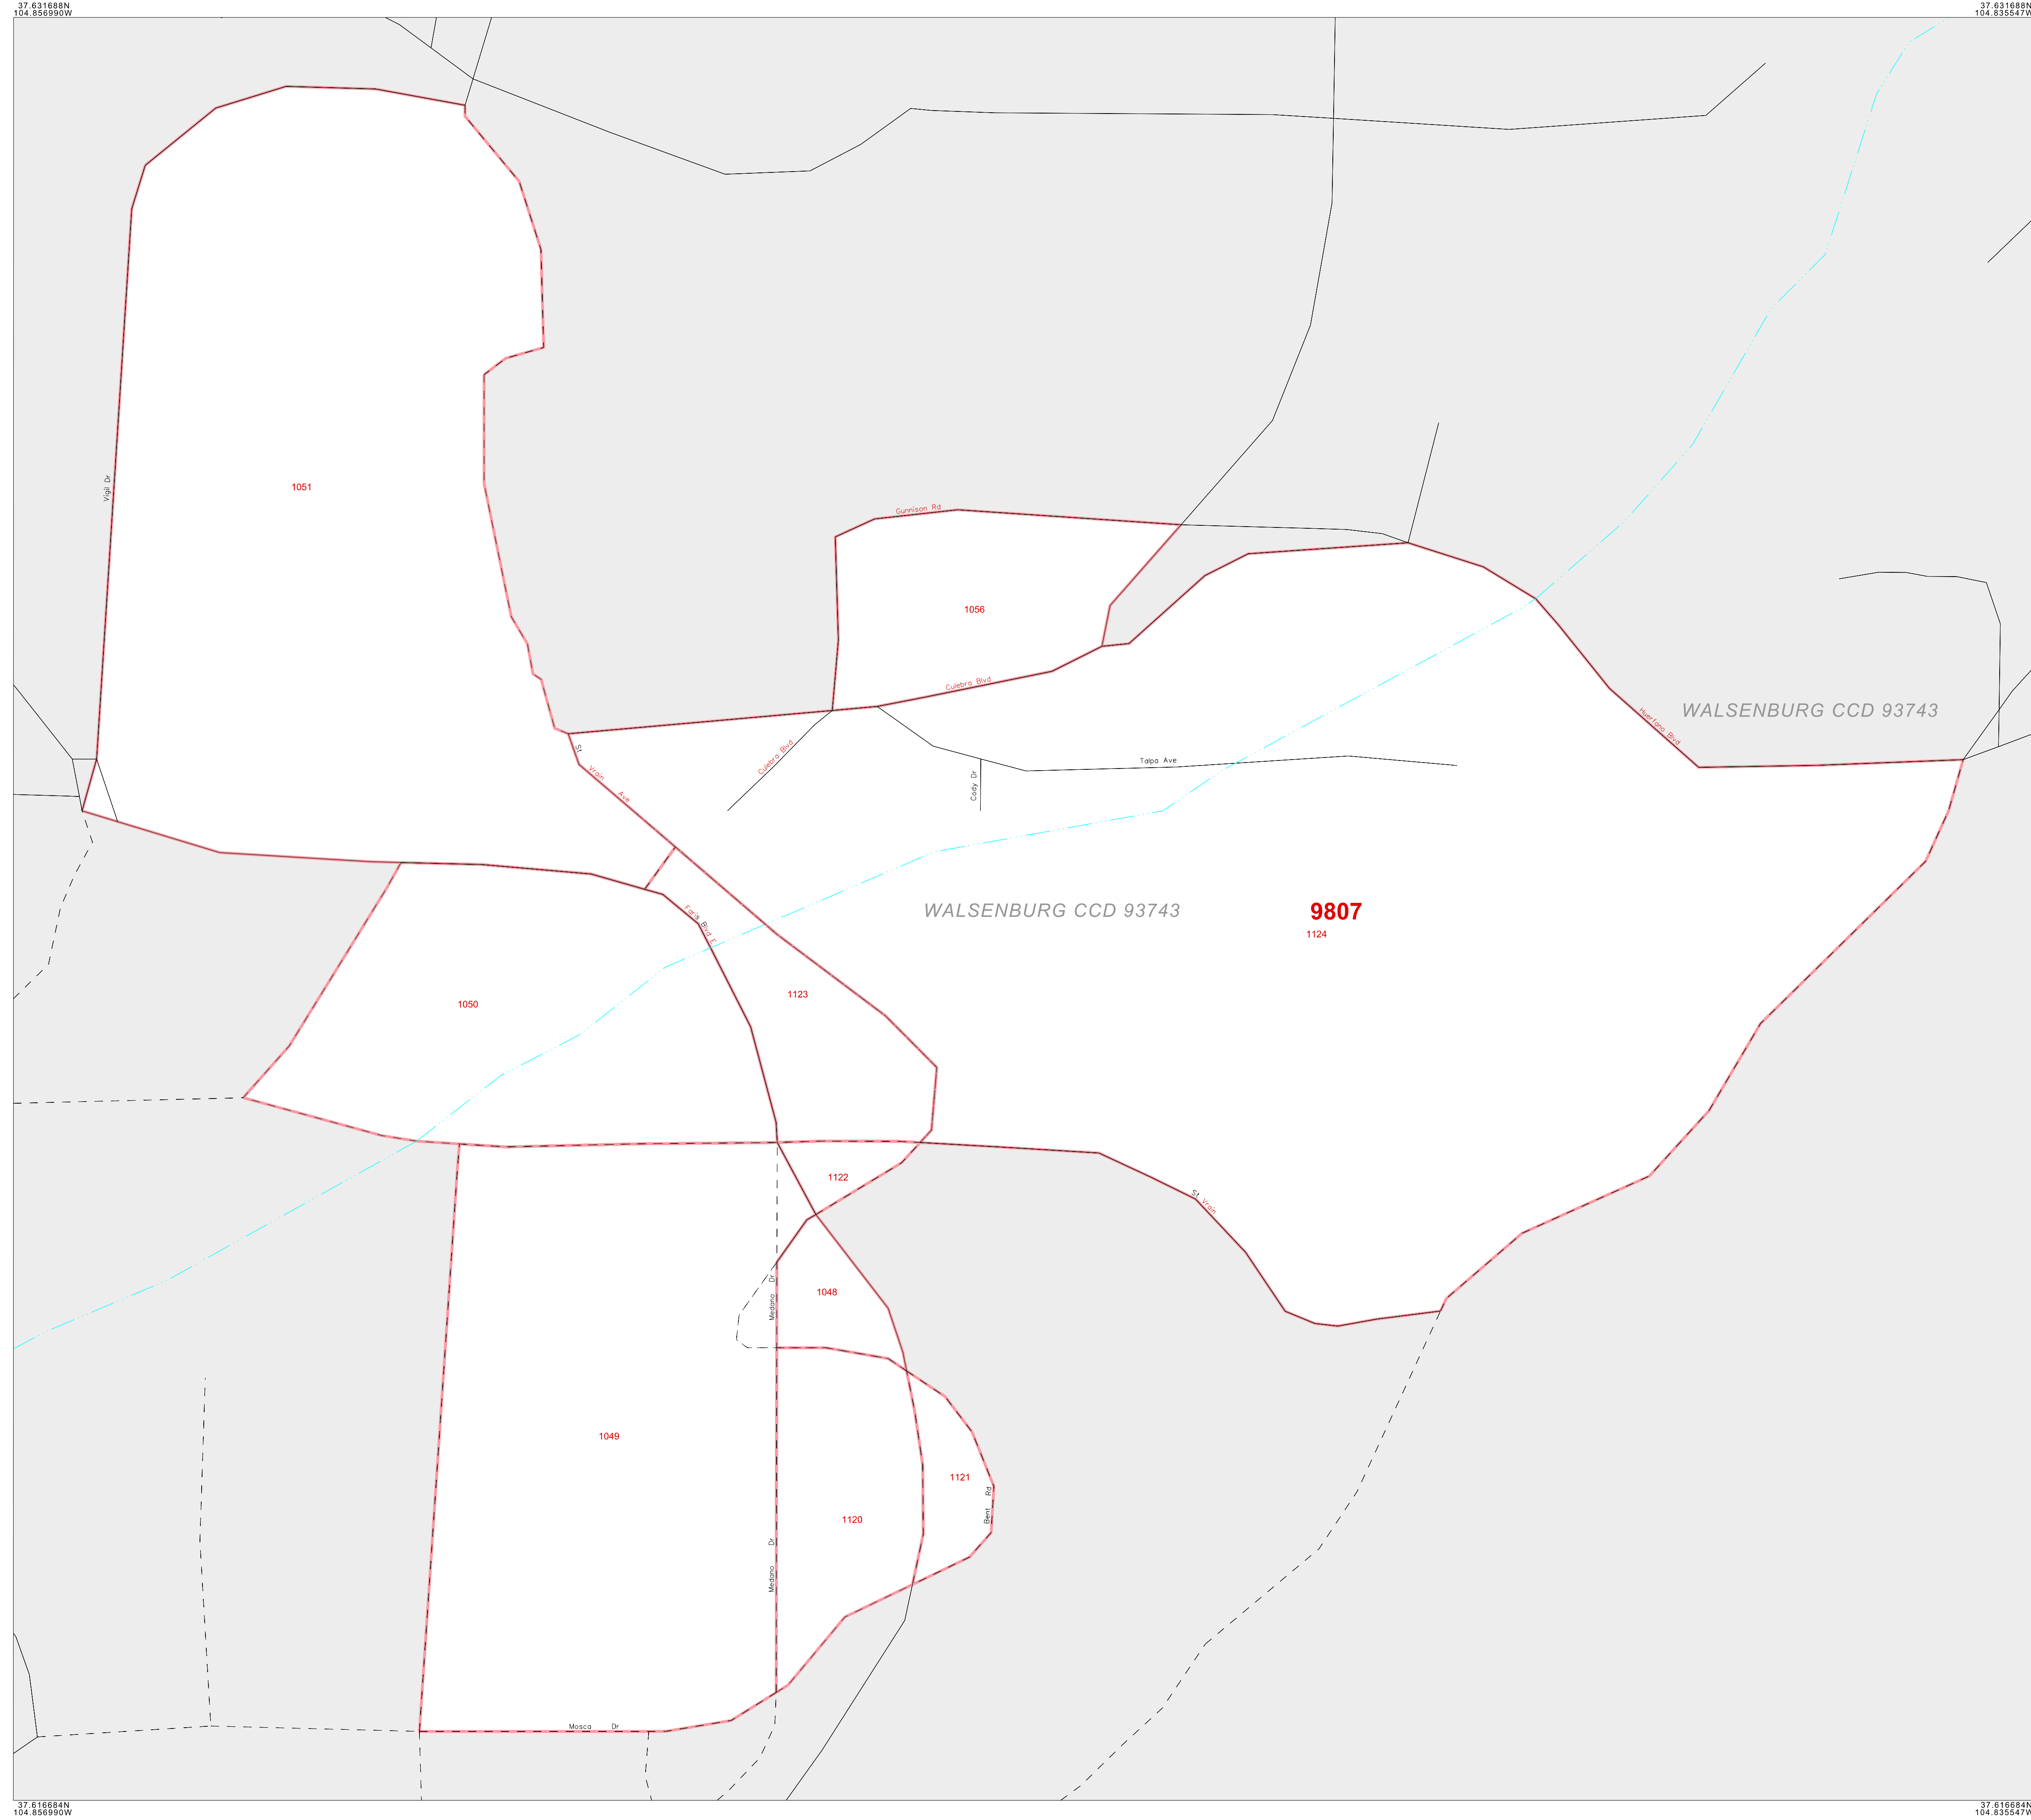 37.631688N
104.856990W
37.631688N
104.835547W
Vigil Dr
1051
Gunnison Rd
1056
Culebra Blvd
WALSENBURG CCD 93743
Huerfano Blvd
St Vrain Ave
Culebra Blvd
Talpa Ave
Cody Dr
WALSENBURG CCD 93743
9807
1124
Faris Blvd E
1123
1050
1122
St Vrain
Medano Dr
1048
1049
1121
Bent Rd
1120
Medano Dr
Mosca Dr
37.616684N
104.856990W
37.616684N
104.835547W